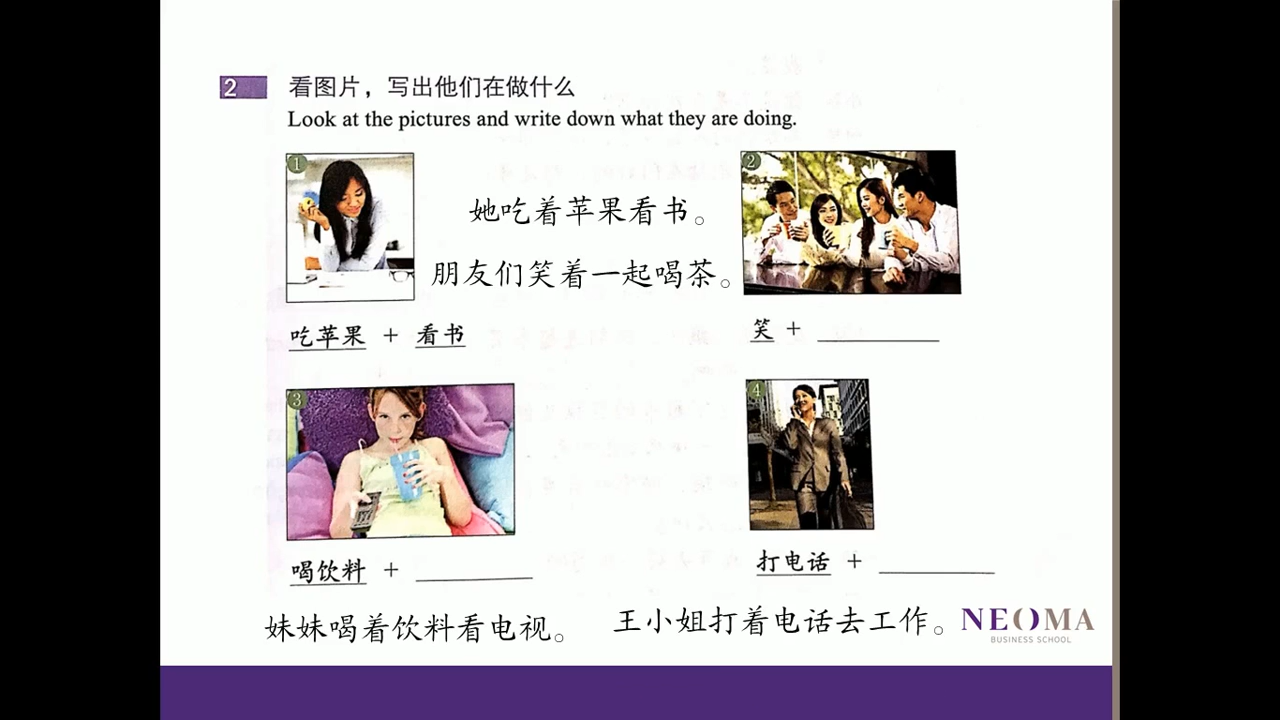 2 看图片，写出他们在做什么
Look at the pictures and write down what they are doing.
1
2
她吃着苹果看书。
朋友们笑着一起喝茶。
吃苹果 + 看书
笑 + ________
3
4
喝饮料 + ________
打电话 + ________
妹妹喝着饮料看电视。
王小姐打着电话去工作。
NEOMA
BUSINESS SCHOOL